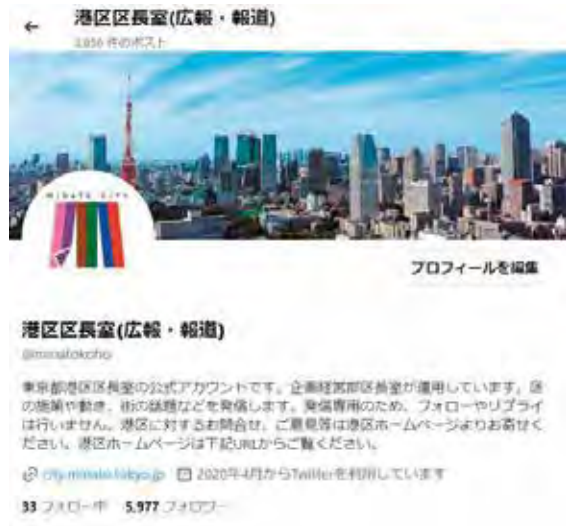 港区区長室(広報・報道)
件のポスト
MINATO CITY
プロフィールを編集
港区区長室(広報・報道)
@minatokoho
東京都港区区長室の公式アカウントです。企画経営部区長室が運用しています。区
の施策や動き、街の話題などを発信します。発信専用のため、フォローやリプライ
は行いません。港区に対するお問合せ、ご意見等は港区ホームページよりお寄せく
ださい。港区ホームページは下記URLからご覧ください。
city.minato.tokyo.jp 2020年4月からTwitterを利用しています
33 フォロー中 5,977 フォロワー